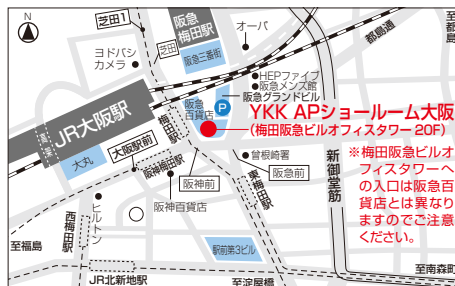 N
芝田1
阪急
梅田駅
オーパ
至都島
都島通
ヨドバシ
カメラ
芝田
阪急三番街
HEPファイブ
阪急メンズ館
阪急グランドビル
阪急
百貨店
P
YKK APショールーム大阪
(梅田阪急ビルオフィスタワー 20F)
JR大阪駅
梅田駅
大丸
大阪駅前
曽根崎署
新御堂筋
※梅田阪急ビルオ
フィスタワーへ
の入口は阪急百
貨店とは異なり
ますのでご注意
ください。
阪神梅田駅
阪神前
東梅田駅
阪急前
阪神百貨店
ヒルトン
西梅田駅
至福島
駅前第3ビル
JR北新地駅
至淀屋橋
至南森町